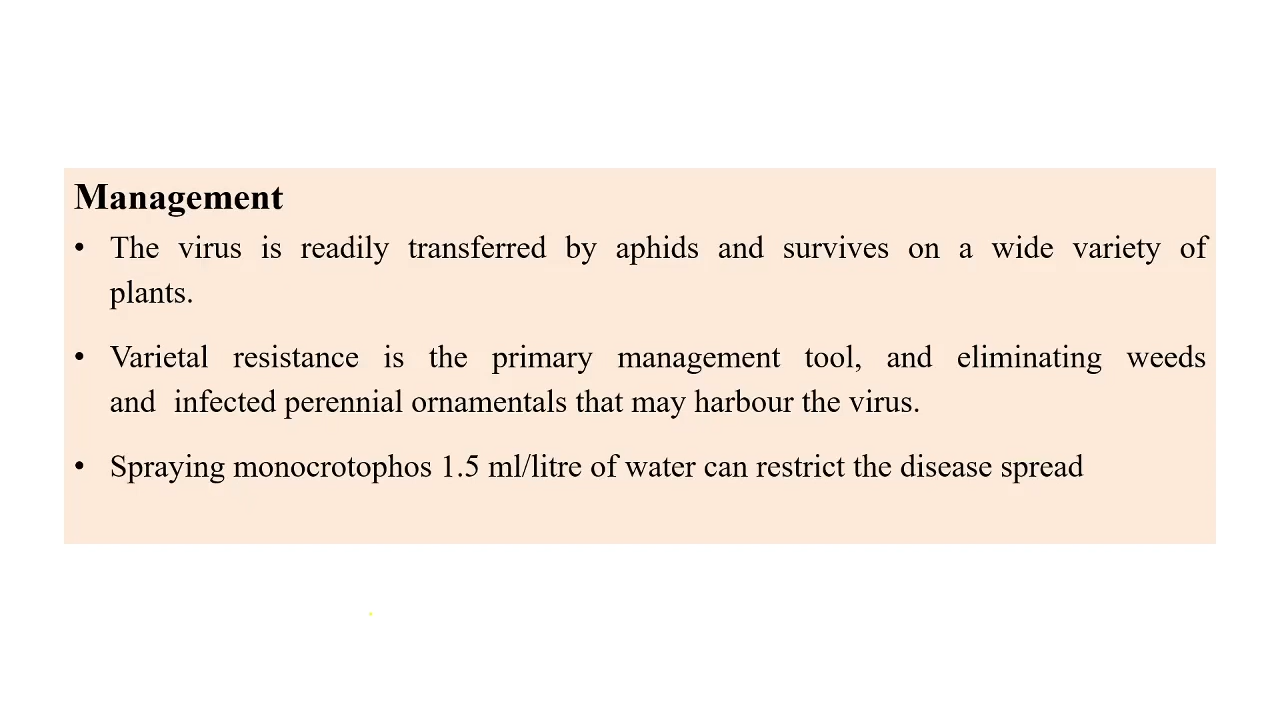 Management
• The virus is readily transferred by aphids and survives on a wide variety of
plants.
• Varietal resistance is the primary management tool, and eliminating weeds
and infected perennial ornamentals that may harbour the virus.
• Spraying monocrotophos 1.5 ml/litre of water can restrict the disease spread